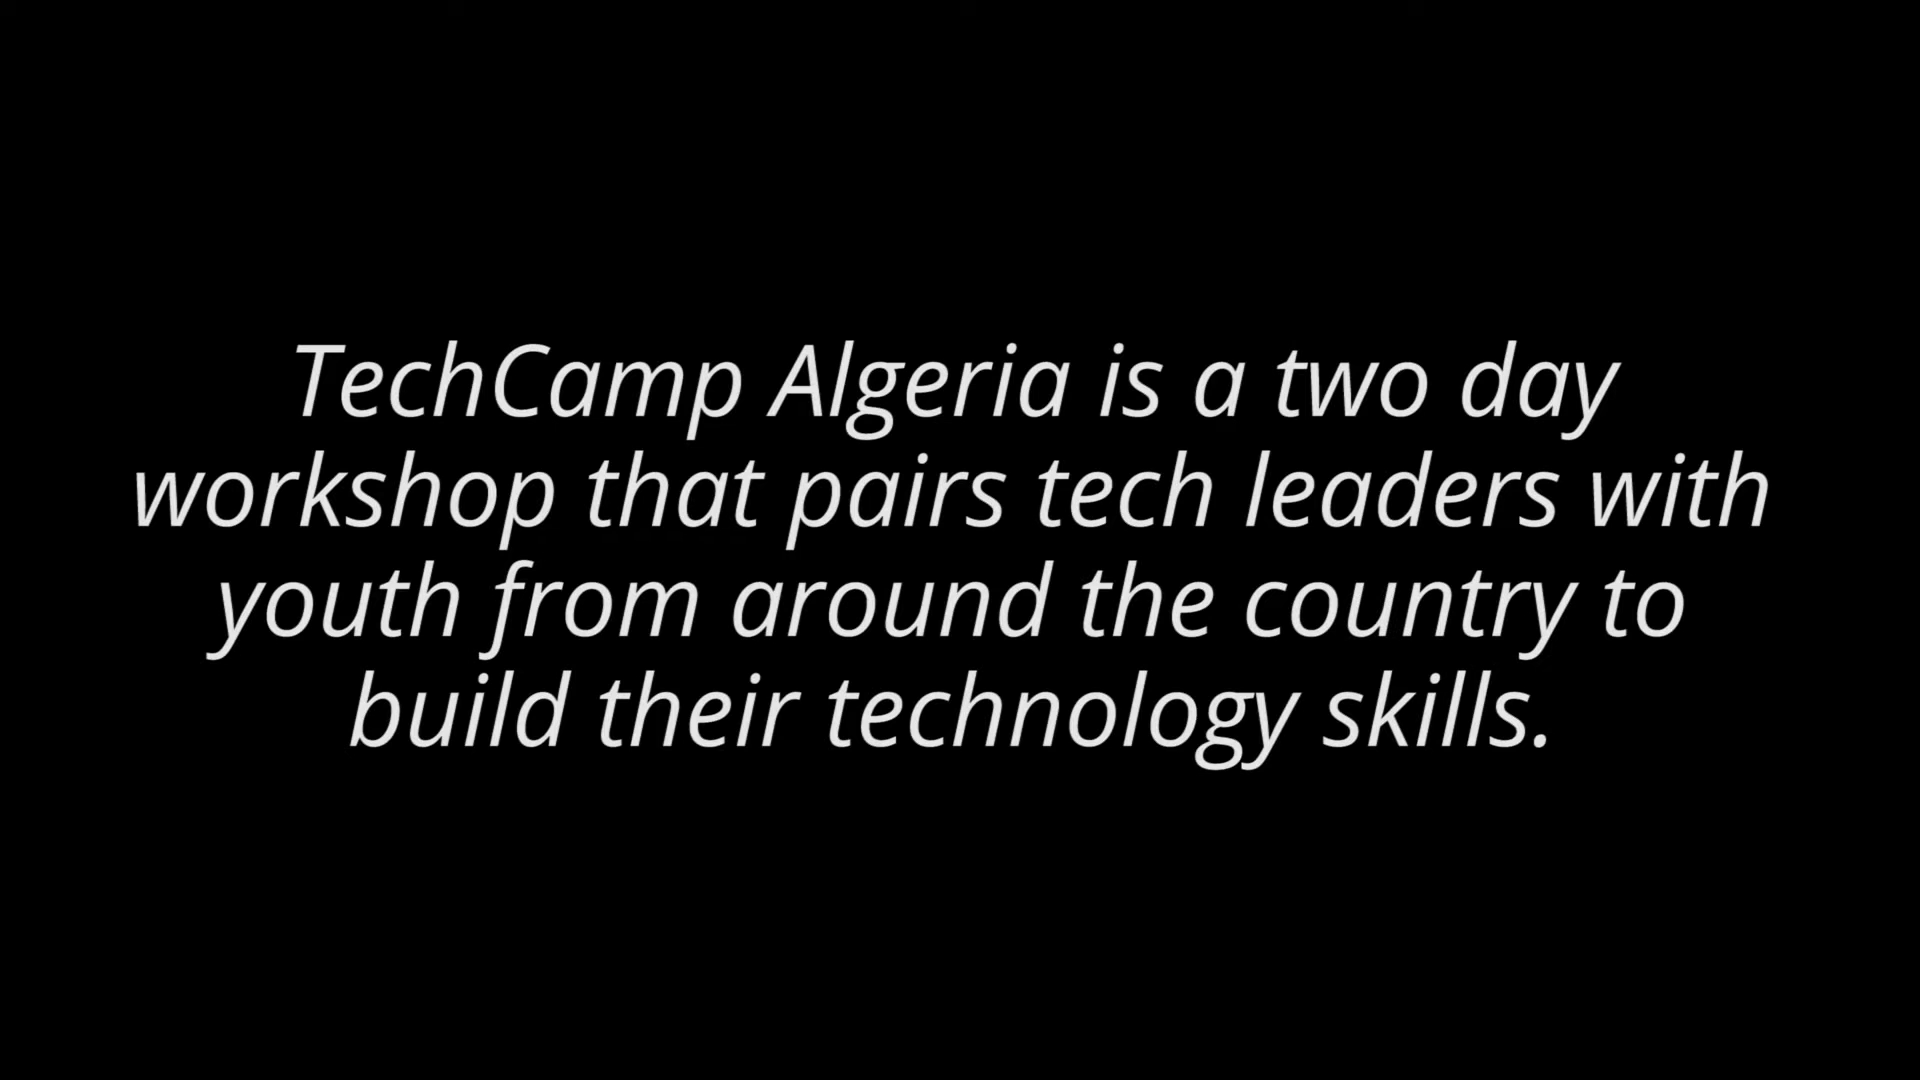 TechCamp Algeria is a two day
workshop that pairs tech leaders with
youth from around the country to
build their technology skills.